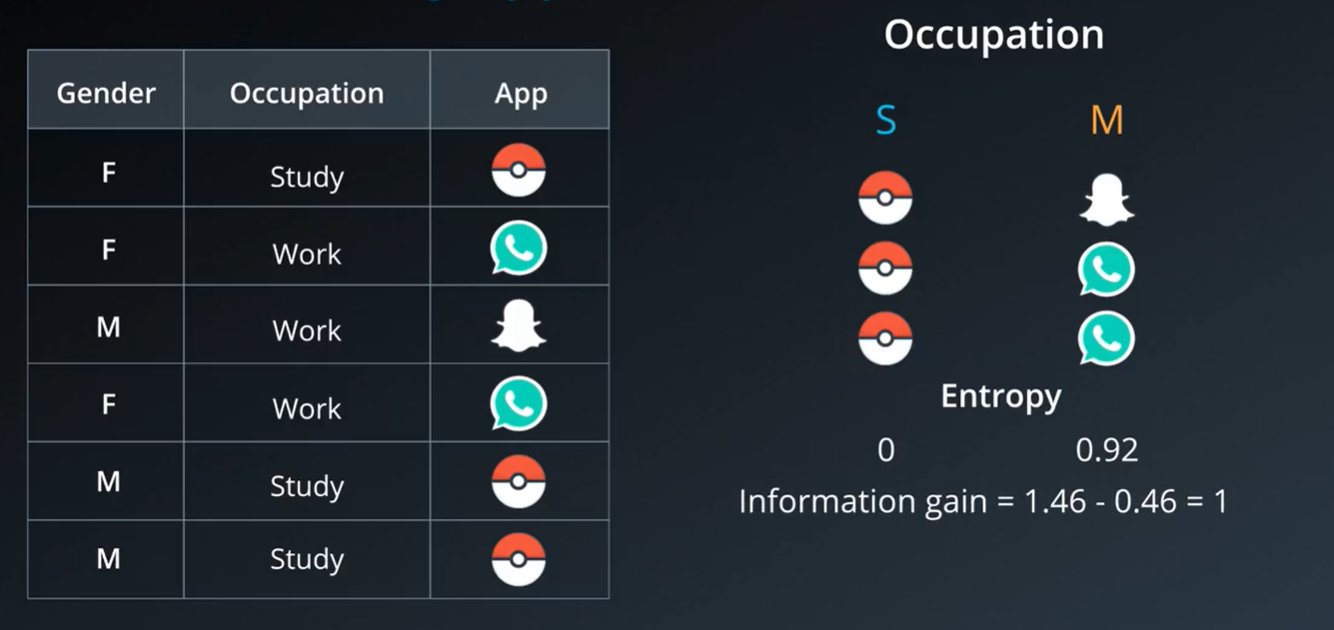 Gender Occupation App
F Study
F Work
M Work
F Work
M Study
M Study
Occupation
S M
Entropy
0 0.92
Information gain = 1.46 - 0.46 = 1